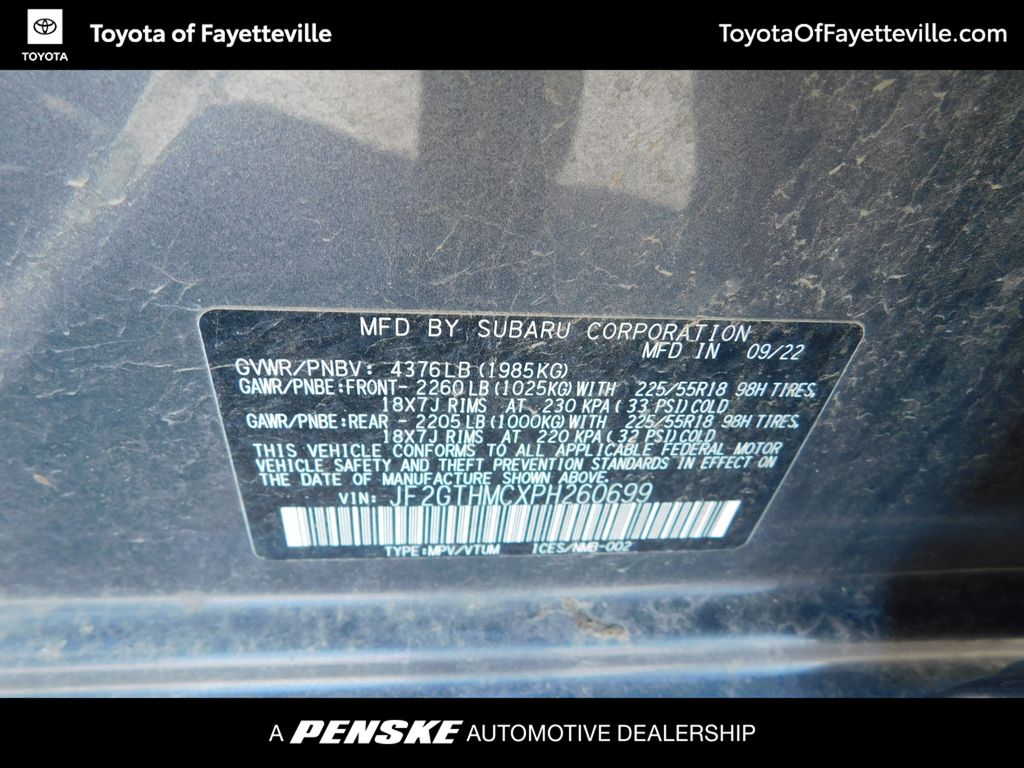 TOYOTA
Toyota of Fayetteville
ToyotaOfFayetteville.com
MFD BY SUBARU CORPORATION
MFD IN 09/22
GVWR/PNBV: 4376LB (1985KG)
GAWR/PNBE:FRONT- 2260LB (1025KG) WITH 225/55R18 98H TIRES,
18X7J RIMS AT 230 KPA ( 33 PSI) COLD
GAWR/PNBE:REAR - 2205LB (1000KG) WITH 225/55R18 98H TIRES,
18X7J RIMS AT 220 KPA ( 32 PSI) COLD
THIS VEHICLE CONFORMS TO ALL APPLICABLE FEDERAL MOTOR
VEHICLE SAFETY AND THEFT PREVENTION STANDARDS IN EFFECT ON
THE DATE OF MANUFACTURE SHOWN ABOVE.
VIN: JF2GTHMCXPH260699
TYPE:MPV/VTUM ICES/NMB-002
A PENSKE AUTOMOTIVE DEALERSHIP